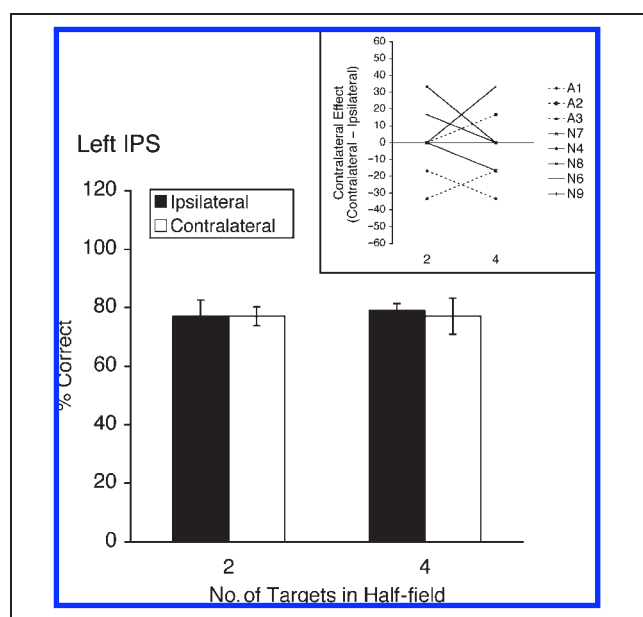 Left IPS
120
100
80
60
40
20
0
% Correct
Ipsilateral
Contralateral
2 4
No. of Targets in Half-field
60
50
40
30
20
10
0
−10
−20
−30
−40
−50
−60
Contralateral Effect
(Contralateral − Ipsilateral)
2 4
A1
A2
A3
N7
N4
N8
N6
N9